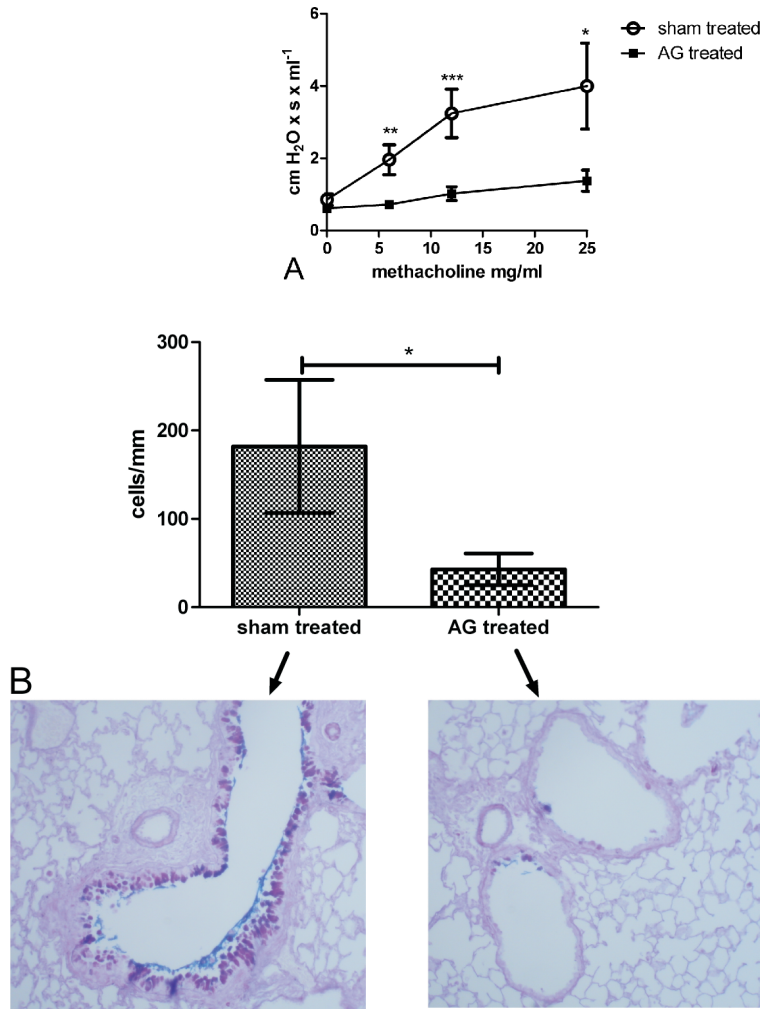 sham treated
AG treated
cm H₂O x s x ml⁻¹
6
4
2
0
*
**
***
*
0 5 10 15 20 25
methacholine mg/ml
A
300
200
100
0
cells/mm
*
sham treated AG treated
B